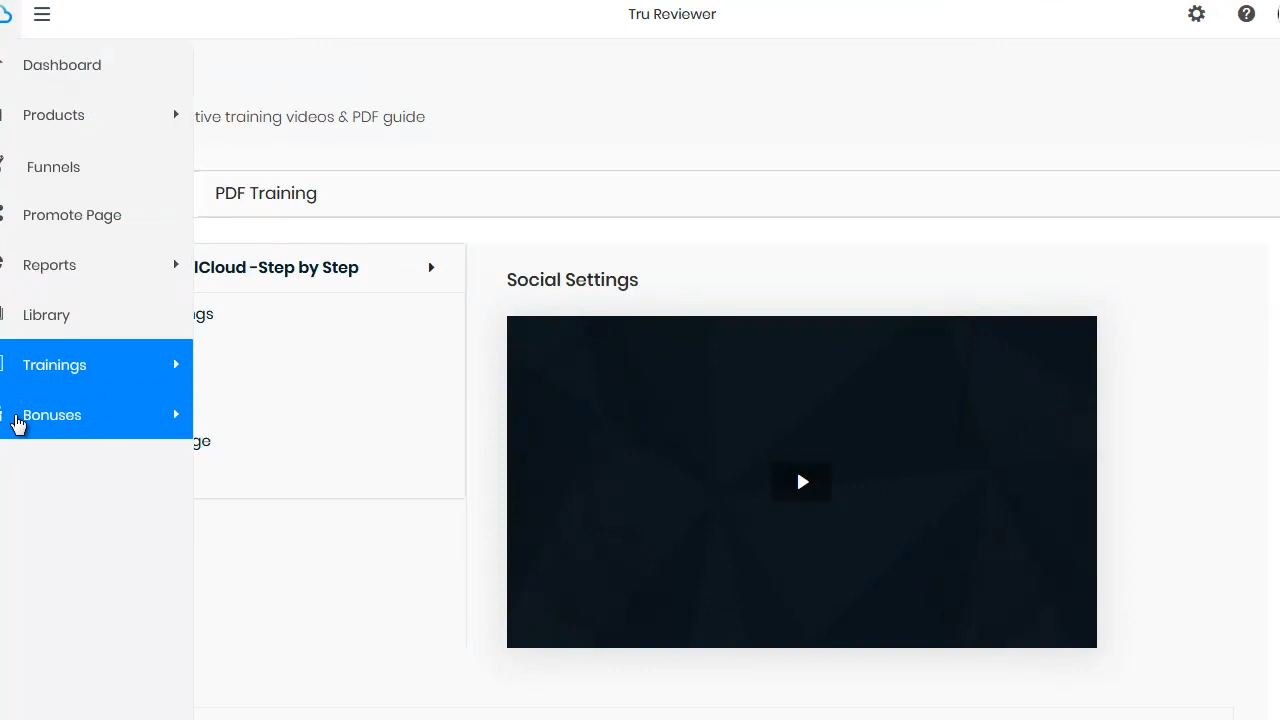 Tru Reviewer
Dashboard
Products
tive training videos & PDF guide
Funnels
PDF Training
Promote Page
Reports
lCloud -Step by Step
Social Settings
Library
ngs
Trainings
Bonuses
ge